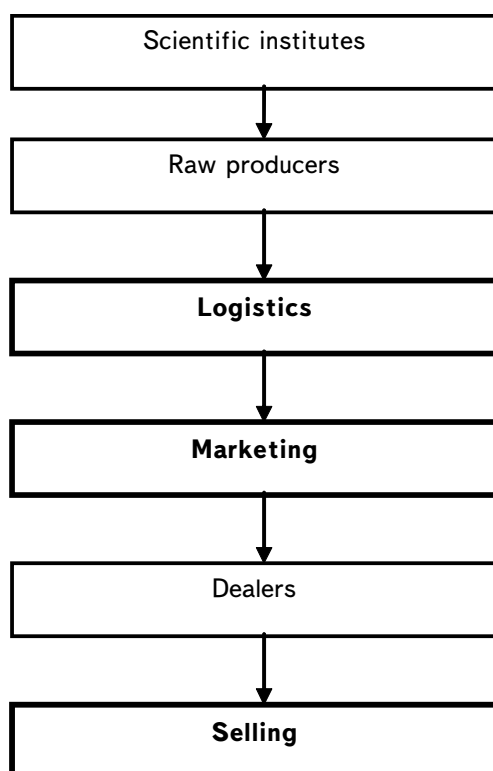 Scientific institutes
Raw producers
Logistics
Marketing
Dealers
Selling